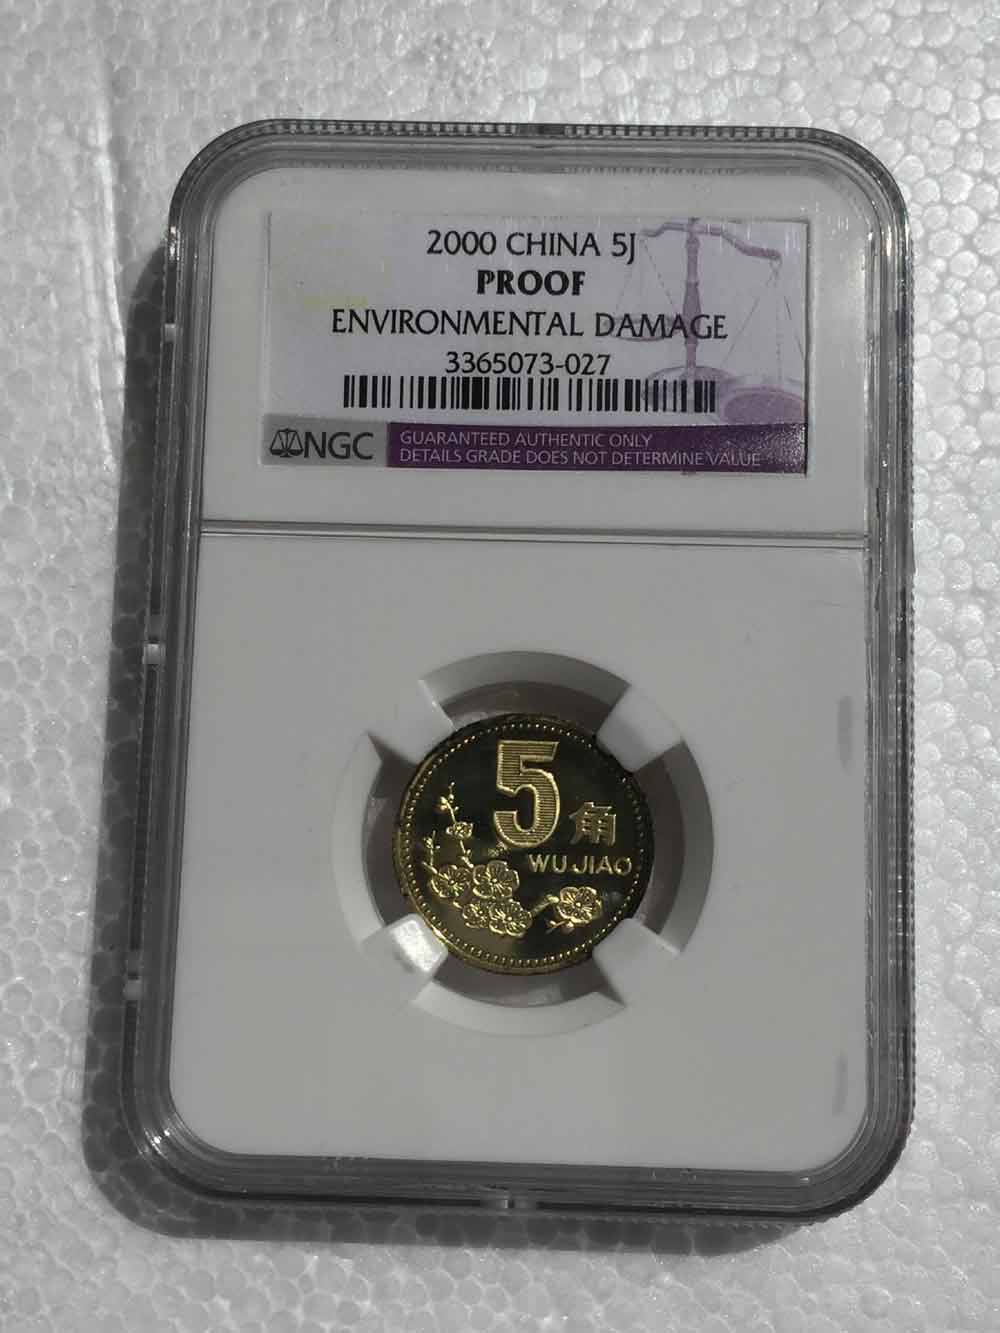 2000 CHINA 5J
PROOF
ENVIRONMENTAL DAMAGE
3365073-027
NGC
GUARANTEED AUTHENTIC ONLY
DETAILS GRADE DOES NOT DETERMINE VALUE
5角
WU JIAO